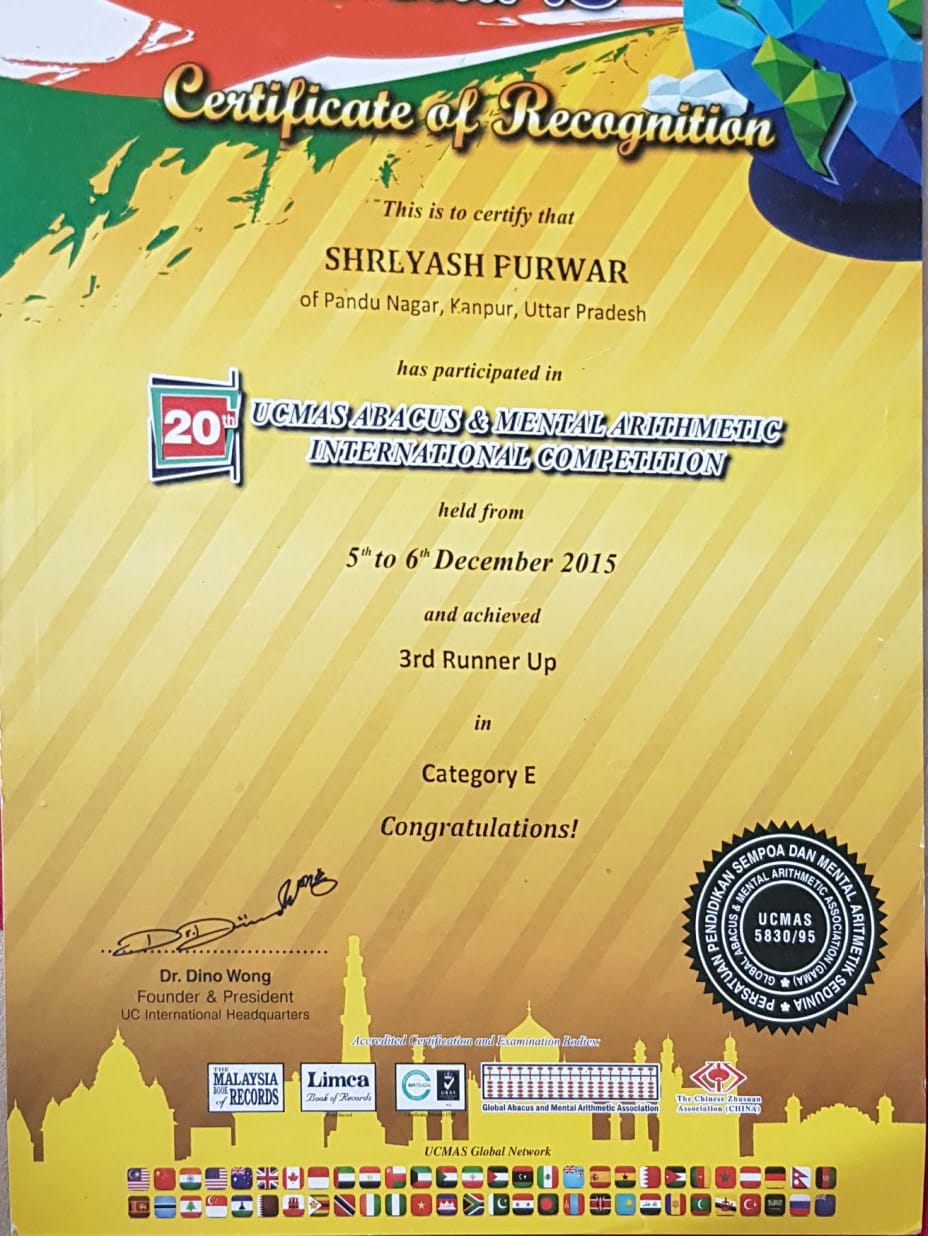 Certificate of Recognition
This is to certify that
SHREYASH PURWAR
of Pandu Nagar, Kanpur, Uttar Pradesh
has participated in
20th UCMAS ABACUS & MENTAL ARITHMETIC
INTERNATIONAL COMPETITION
held from
5th to 6th December 2015
and achieved
3rd Runner Up
in
Category E
Congratulations!
Dr. Dino Wong
Dr. Dino Wong
Founder & President
UC International Headquarters
PERSATUAN PENDIDIKAN SEMPOA DAN MENTAL ARITMETIK SEDUNIA
GLOBAL ABACUS & MENTAL ARITHMETIC ASSOCIATION (GAMA)
UCMAS
5830/95
Accredited Certification and Examination Bodies:
THE
MALAYSIA
BOOK
of RECORDS
Limca
Book of Records
Global Abacus and Mental Arithmetic Association
The Chinese Zhusuan
Association (CHINA)
UCMAS Global Network